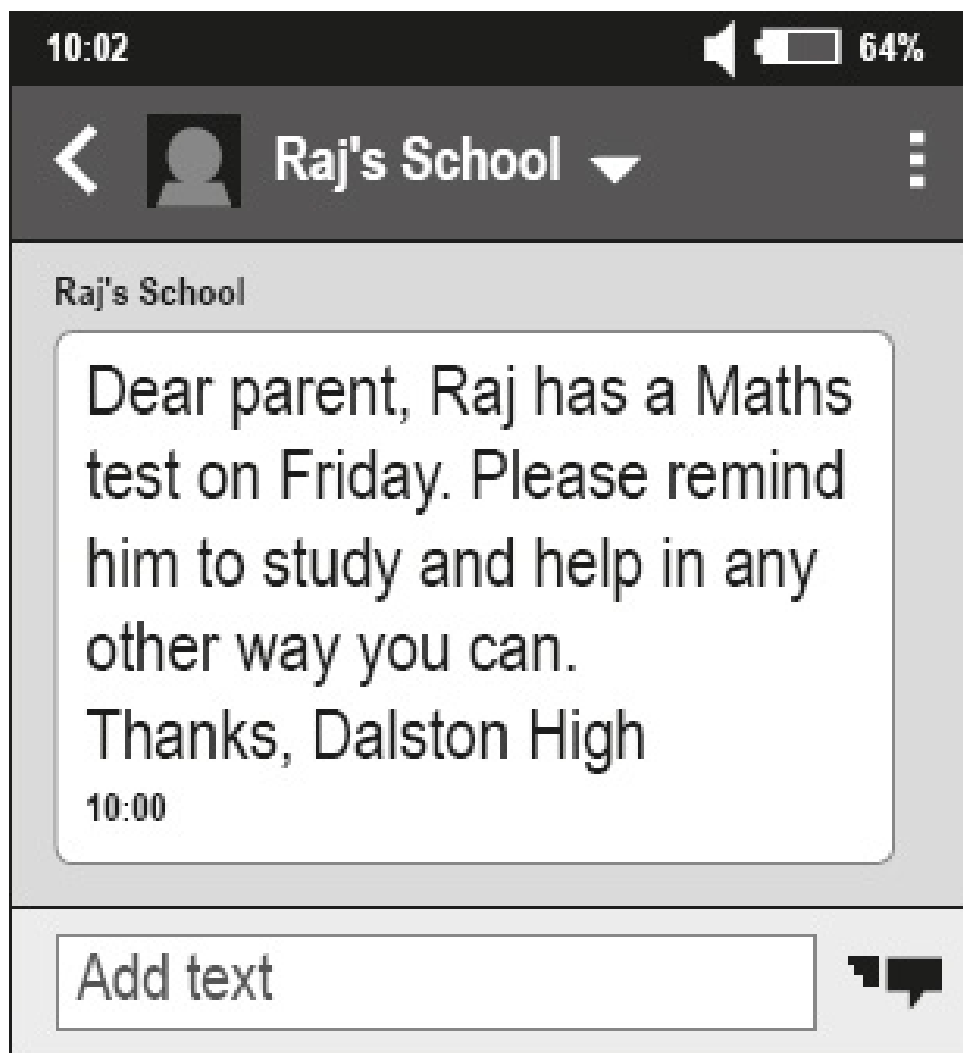 10:02
64%
Raj's School
Raj's School
Dear parent, Raj has a Maths
test on Friday. Please remind
him to study and help in any
other way you can.
Thanks, Dalston High
10:00
Add text